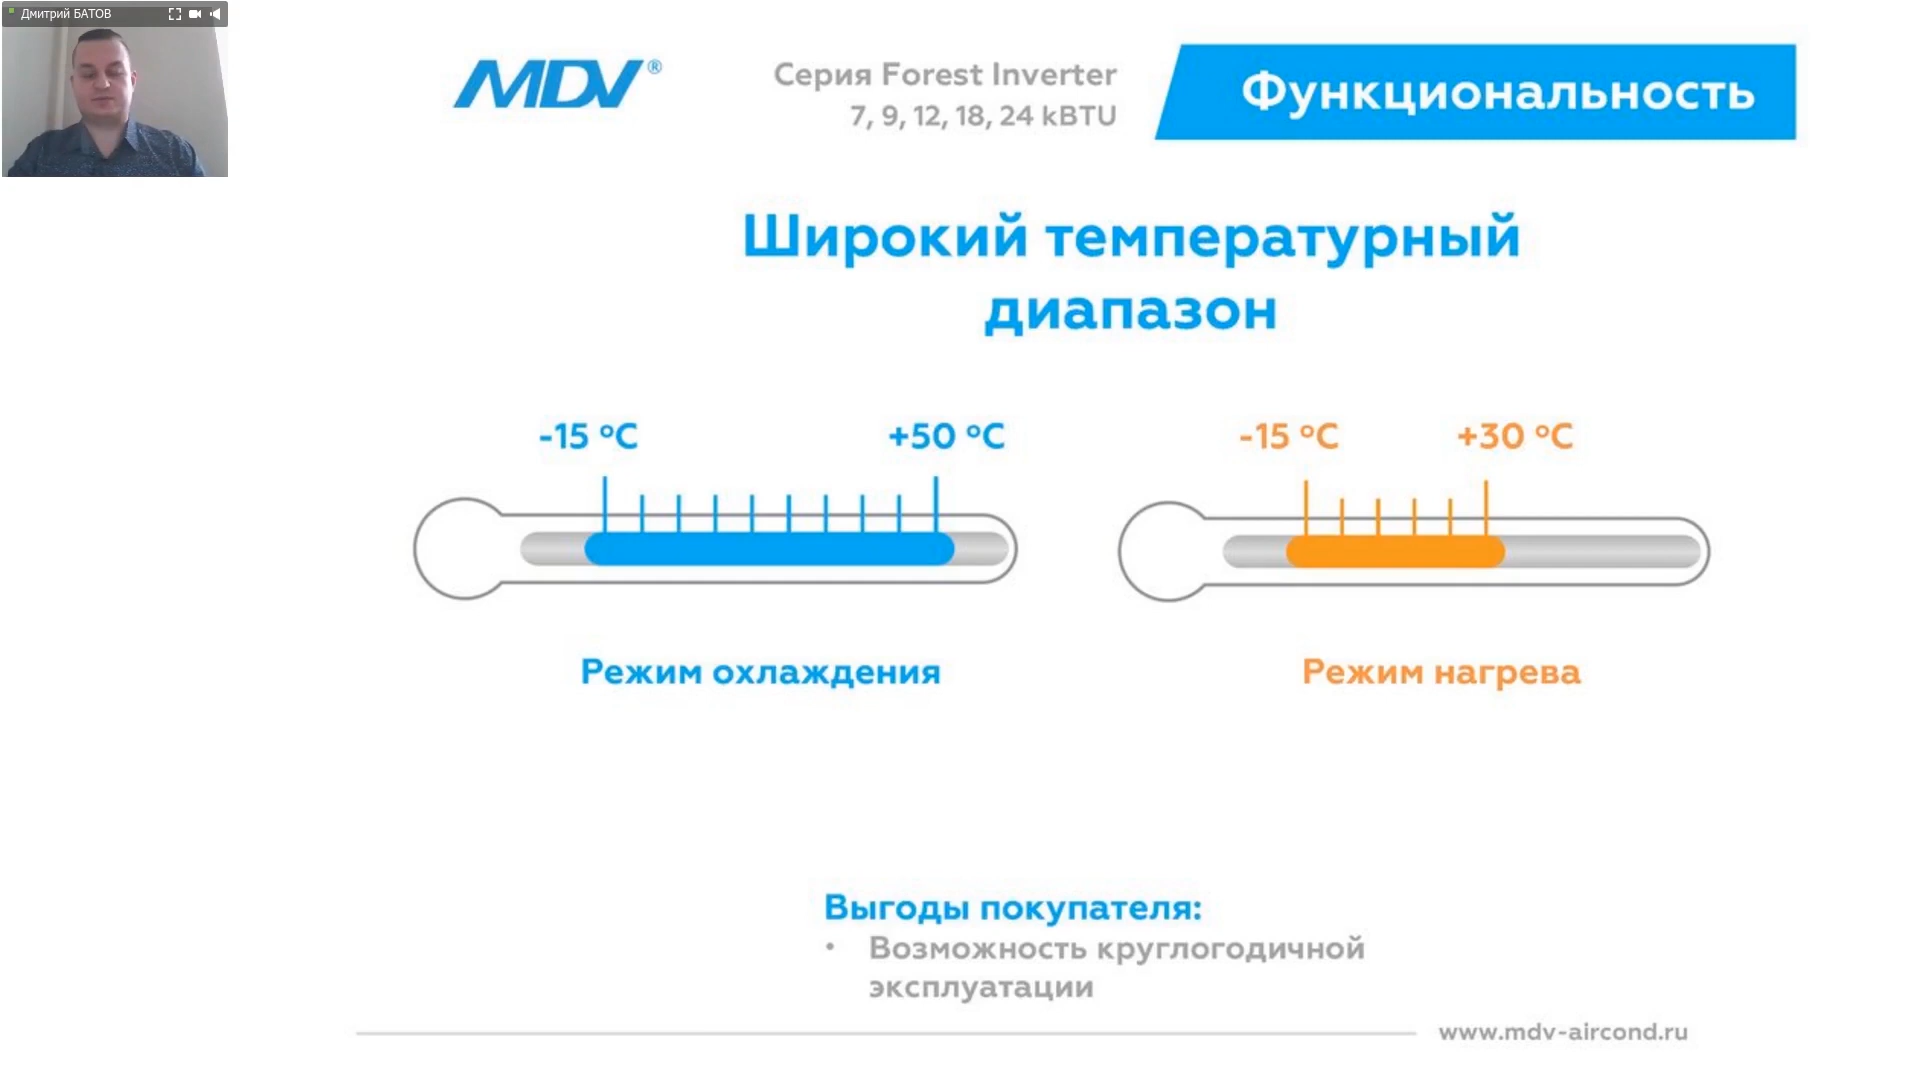 Дмитрий БАТОВ
MDV®
Серия Forest Inverter
7, 9, 12, 18, 24 kBTU
Функциональность
Широкий температурный
диапазон
-15 °C
+50 °C
-15 °C
+30 °C
Режим охлаждения
Режим нагрева
Выгоды покупателя:
• Возможность круглогодичной
эксплуатации
www.mdv-aircond.ru